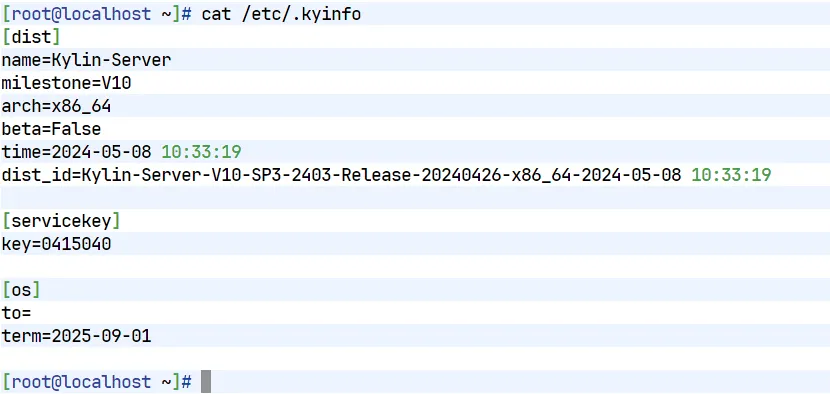 [root@localhost ~]# cat /etc/.kyinfo
[dist]
name=Kylin-Server
milestone=V10
arch=x86_64
beta=False
time=2024-05-08 10:33:19
dist_id=Kylin-Server-V10-SP3-2403-Release-20240426-x86_64-2024-05-08 10:33:19
[servicekey]
key=0415040
[os]
to=
term=2025-09-01
[root@localhost ~]#